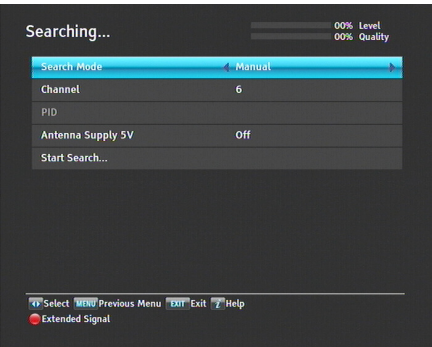 Searching...
00% Level
00% Quality
Search Mode Manual
Channel 6
PID
Antenna Supply 5V Off
Start Search...
Select MENU Previous Menu EXIT Exit i Help
Extended Signal